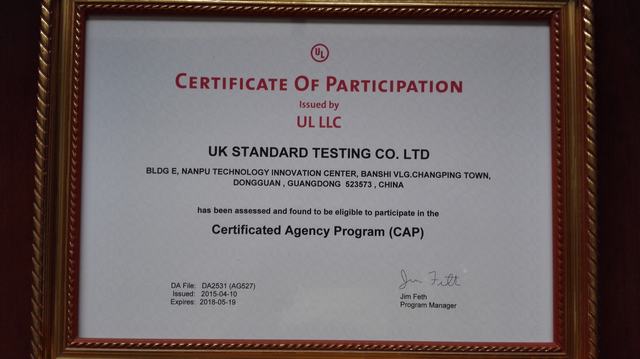 UL
CERTIFICATE OF PARTICIPATION
Issued by
UL LLC
UK STANDARD TESTING CO. LTD
BLDG E, NANPU TECHNOLOGY INNOVATION CENTER, BANSHI VLG.CHANGPING TOWN,
DONGGUAN , GUANGDONG 523573 , CHINA
has been assessed and found to be eligible to participate in the
Certificated Agency Program (CAP)
DA File: DA2531 (AG527)
Issued: 2015-04-10
Expires: 2018-05-19
Jim Feth
Jim Feth
Program Manager